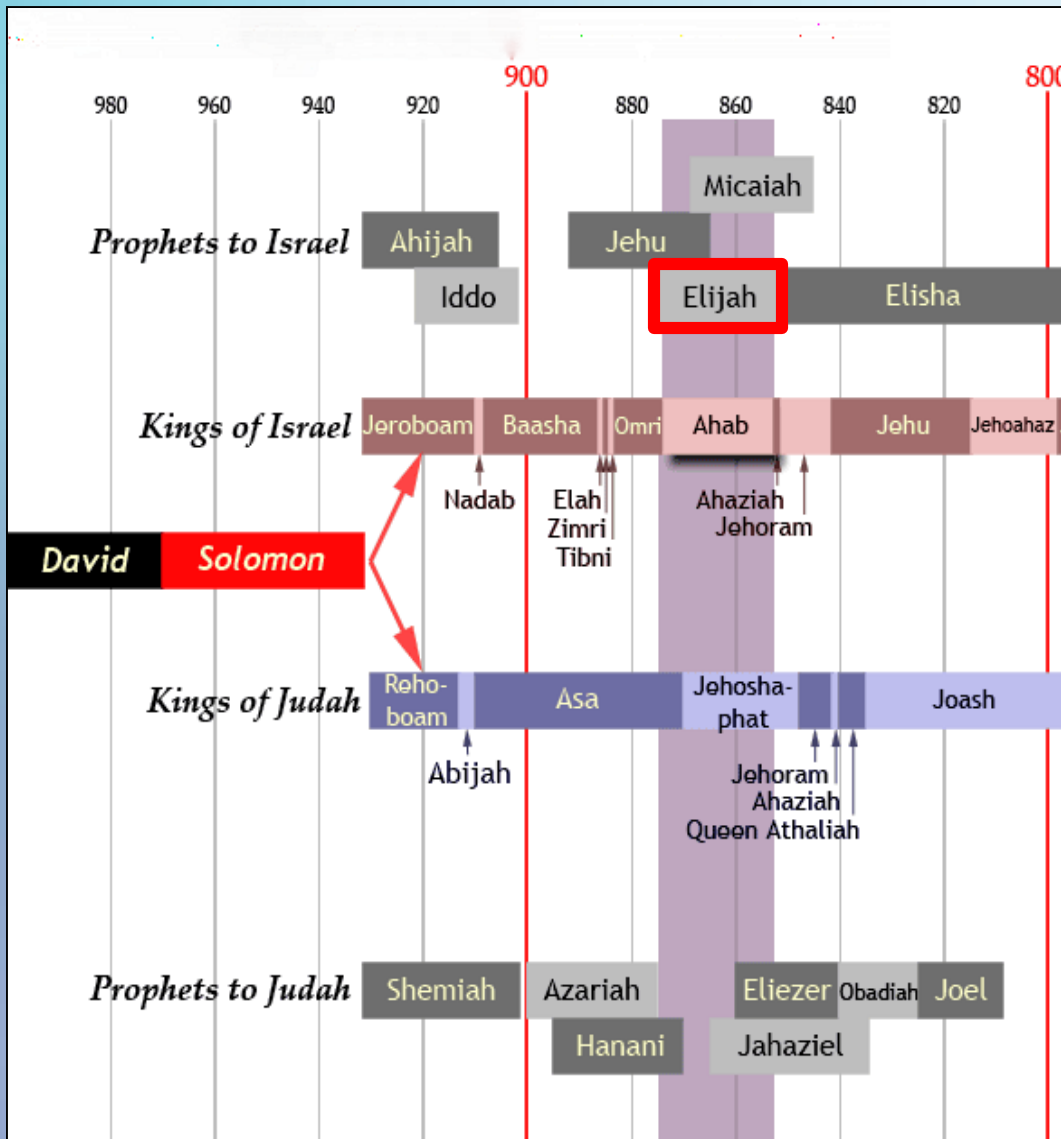 900
800
980 960 940 920 880 860 840 820
Micaiah
Prophets to Israel Ahijah Jehu
Iddo Elijah Elisha
Kings of Israel Jeroboam Baasha Omri Ahab Jehu Jehoahaz
Nadab Elah Ahaziah
Zimri Jehoram
Tibni
David Solomon
Kings of Judah Reho-
boam Asa Jehosha-
phat Joash
Abijah Jehoram
Ahaziah
Queen Athaliah
Prophets to Judah Shemiah Azariah Eliezer Obadiah Joel
Hanani Jahaziel